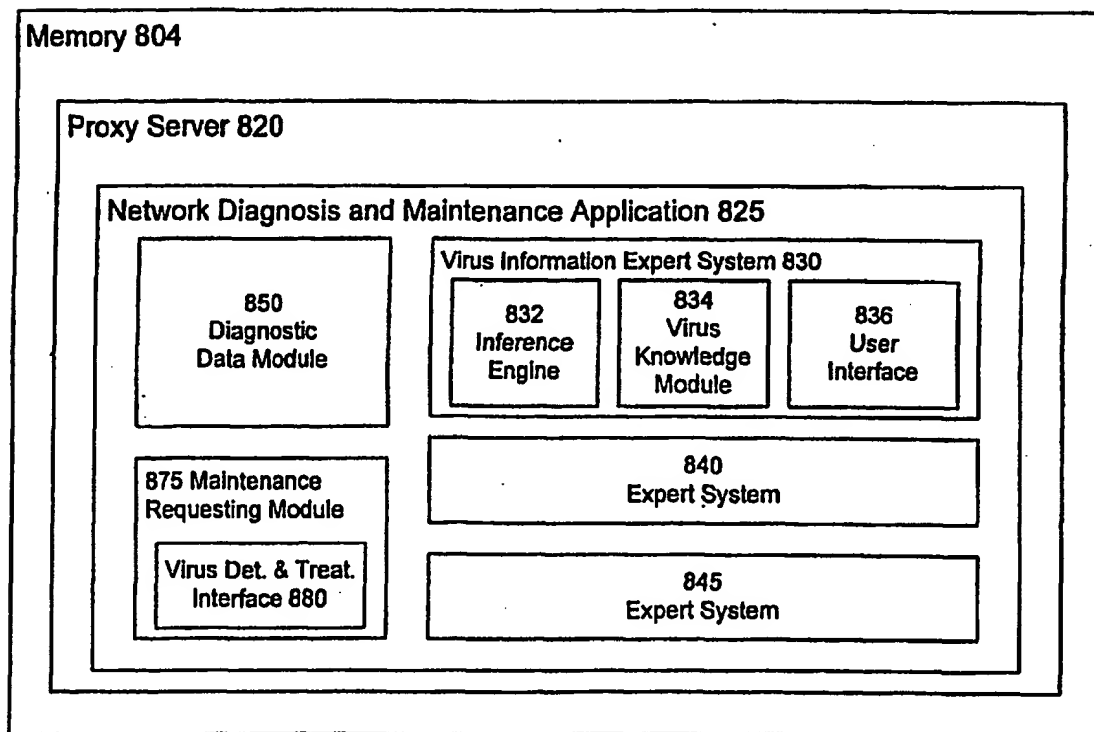 Memory 804
Proxy Server 820
Network Diagnosis and Maintenance Application 825
850
Diagnostic
Data Module
Virus Information Expert System 830
832
Inference
Engine
834
Virus
Knowledge
Module
836
User
Interface
875 Maintenance
Requesting Module
Virus Det. & Treat.
Interface 880
840
Expert System
845
Expert System